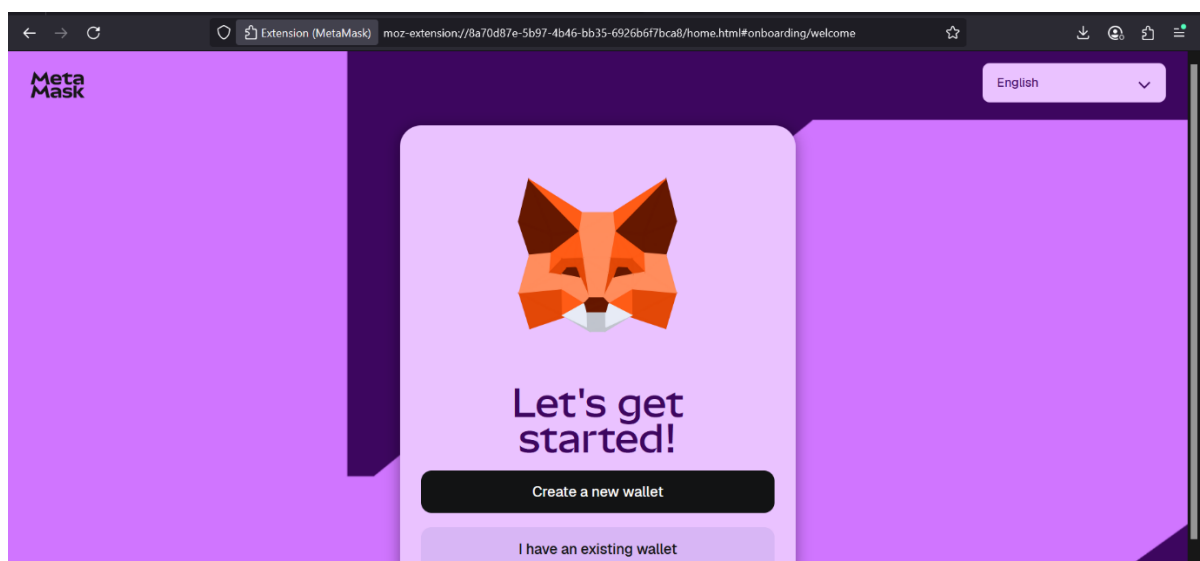 Extension (MetaMask) moz-extension://8a70d87e-5b97-4b46-bb35-6926b6f7bca8/home.html#onboarding/welcome
Meta
Mask
English
Let's get
started!
Create a new wallet
I have an existing wallet